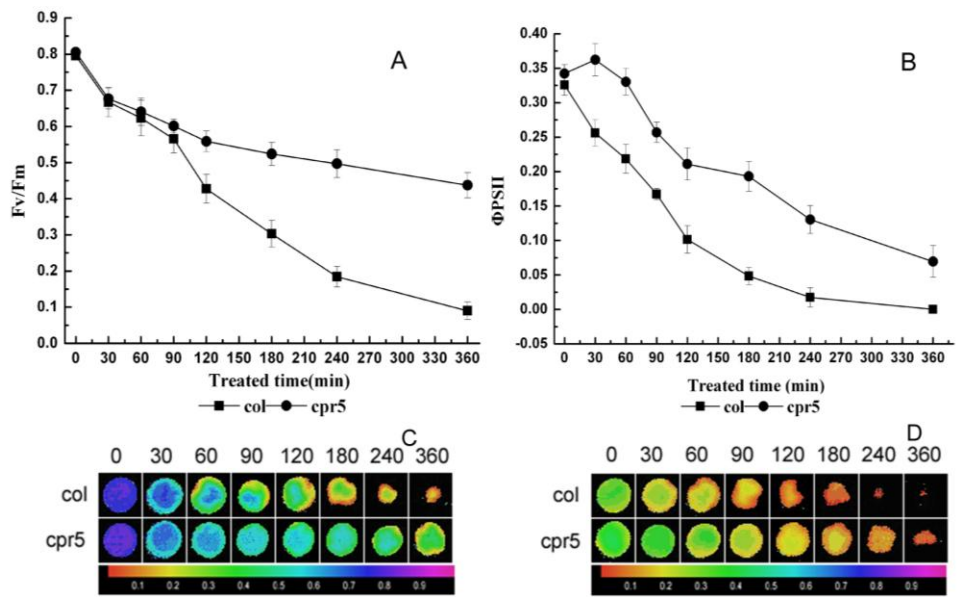 A
0.9
0.8
0.7
0.6
0.5
0.4
0.3
0.2
0.1
0.0
Fv/Fm
0 30 60 90 120 150 180 210 240 270 300 330 360
Treated time(min)
col cpr5
B
0.40
0.35
0.30
0.25
0.20
0.15
0.10
0.05
0.00
-0.05
ΦPSII
0 30 60 90 120 150 180 210 240 270 300 330 360
Treated time (min)
col cpr5
C
0 30 60 90 120 180 240 360
col
cpr5
0.1 0.2 0.3 0.4 0.5 0.6 0.7 0.8 0.9
D
0 30 60 90 120 180 240 360
col
cpr5
0.1 0.2 0.3 0.4 0.5 0.6 0.7 0.8 0.9